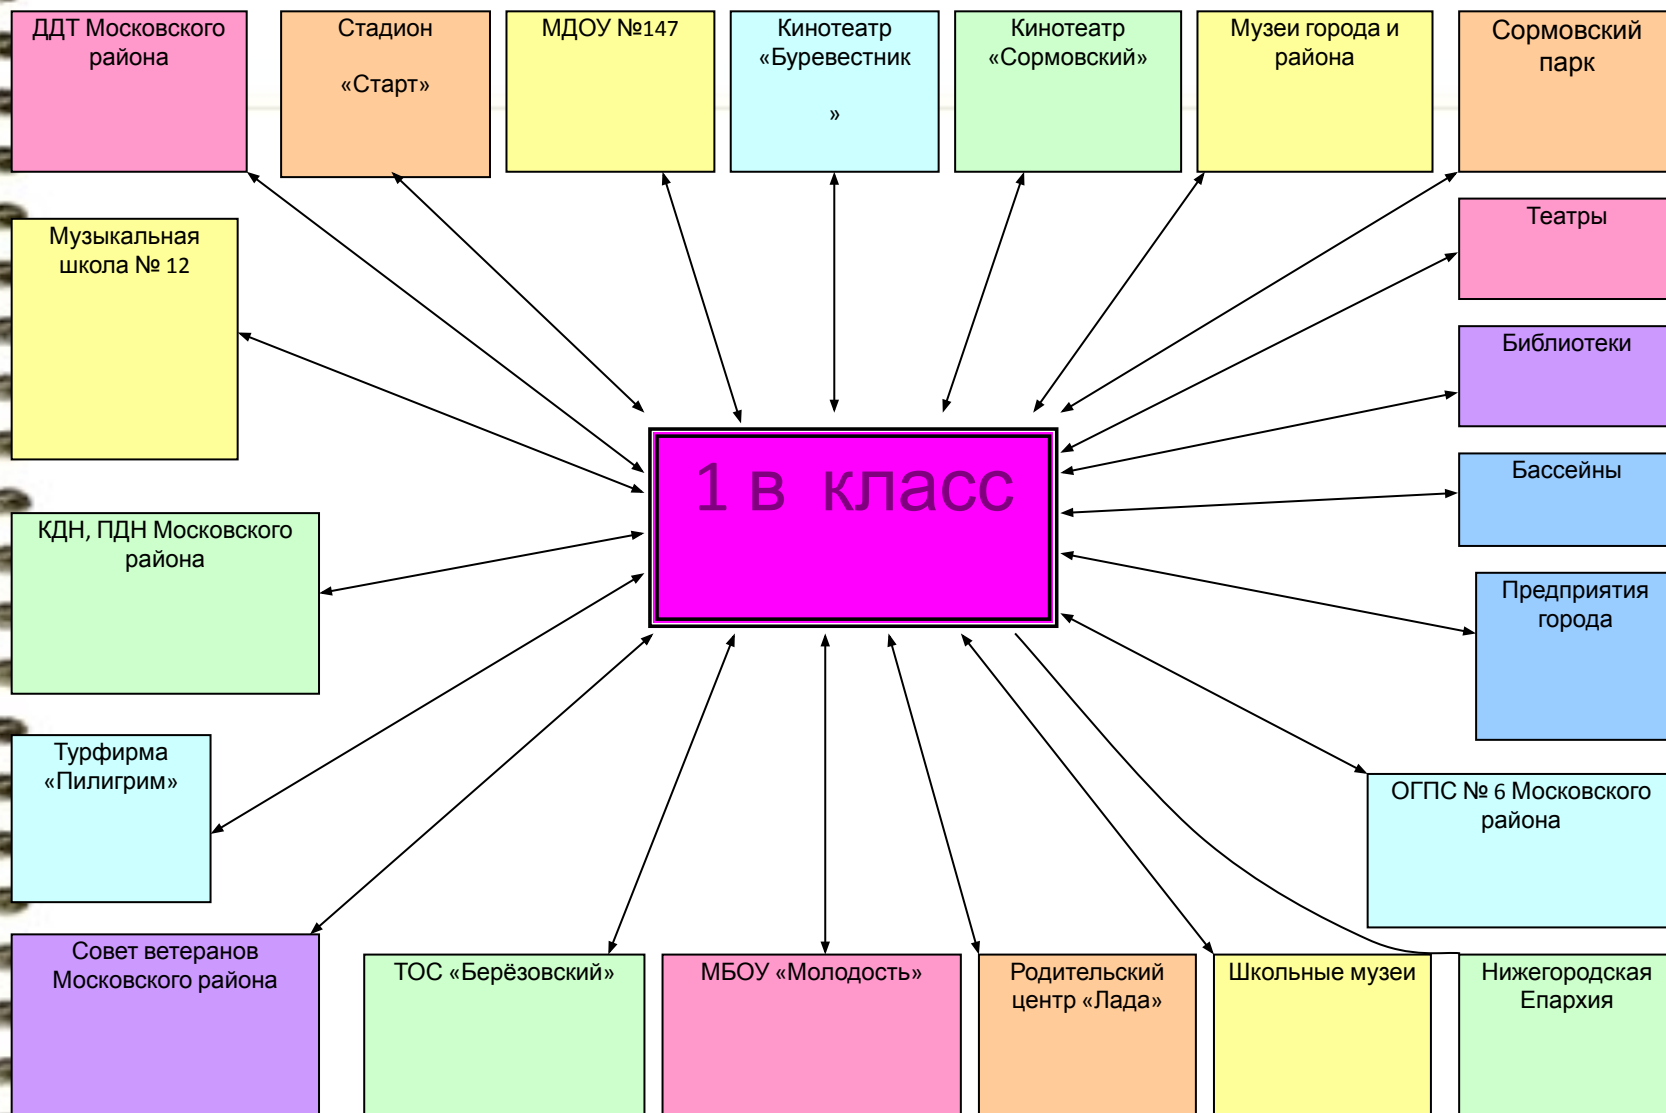 ДДТ Московского
района
Стадион
«Старт»
МДОУ №147
Кинотеатр
«Буревестник
»
Кинотеатр
«Сормовский»
Музеи города и
района
Сормовский
парк
Театры
Музыкальная
школа № 12
Библиотеки
Бассейны
1 в класс
КДН, ПДН Московского
района
Предприятия
города
Турфирма
«Пилигрим»
ОГПС № 6 Московского
района
Совет ветеранов
Московского района
ТОС «Берёзовский»
МБОУ «Молодость»
Родительский
центр «Лада»
Школьные музеи
Нижегородская
Епархия